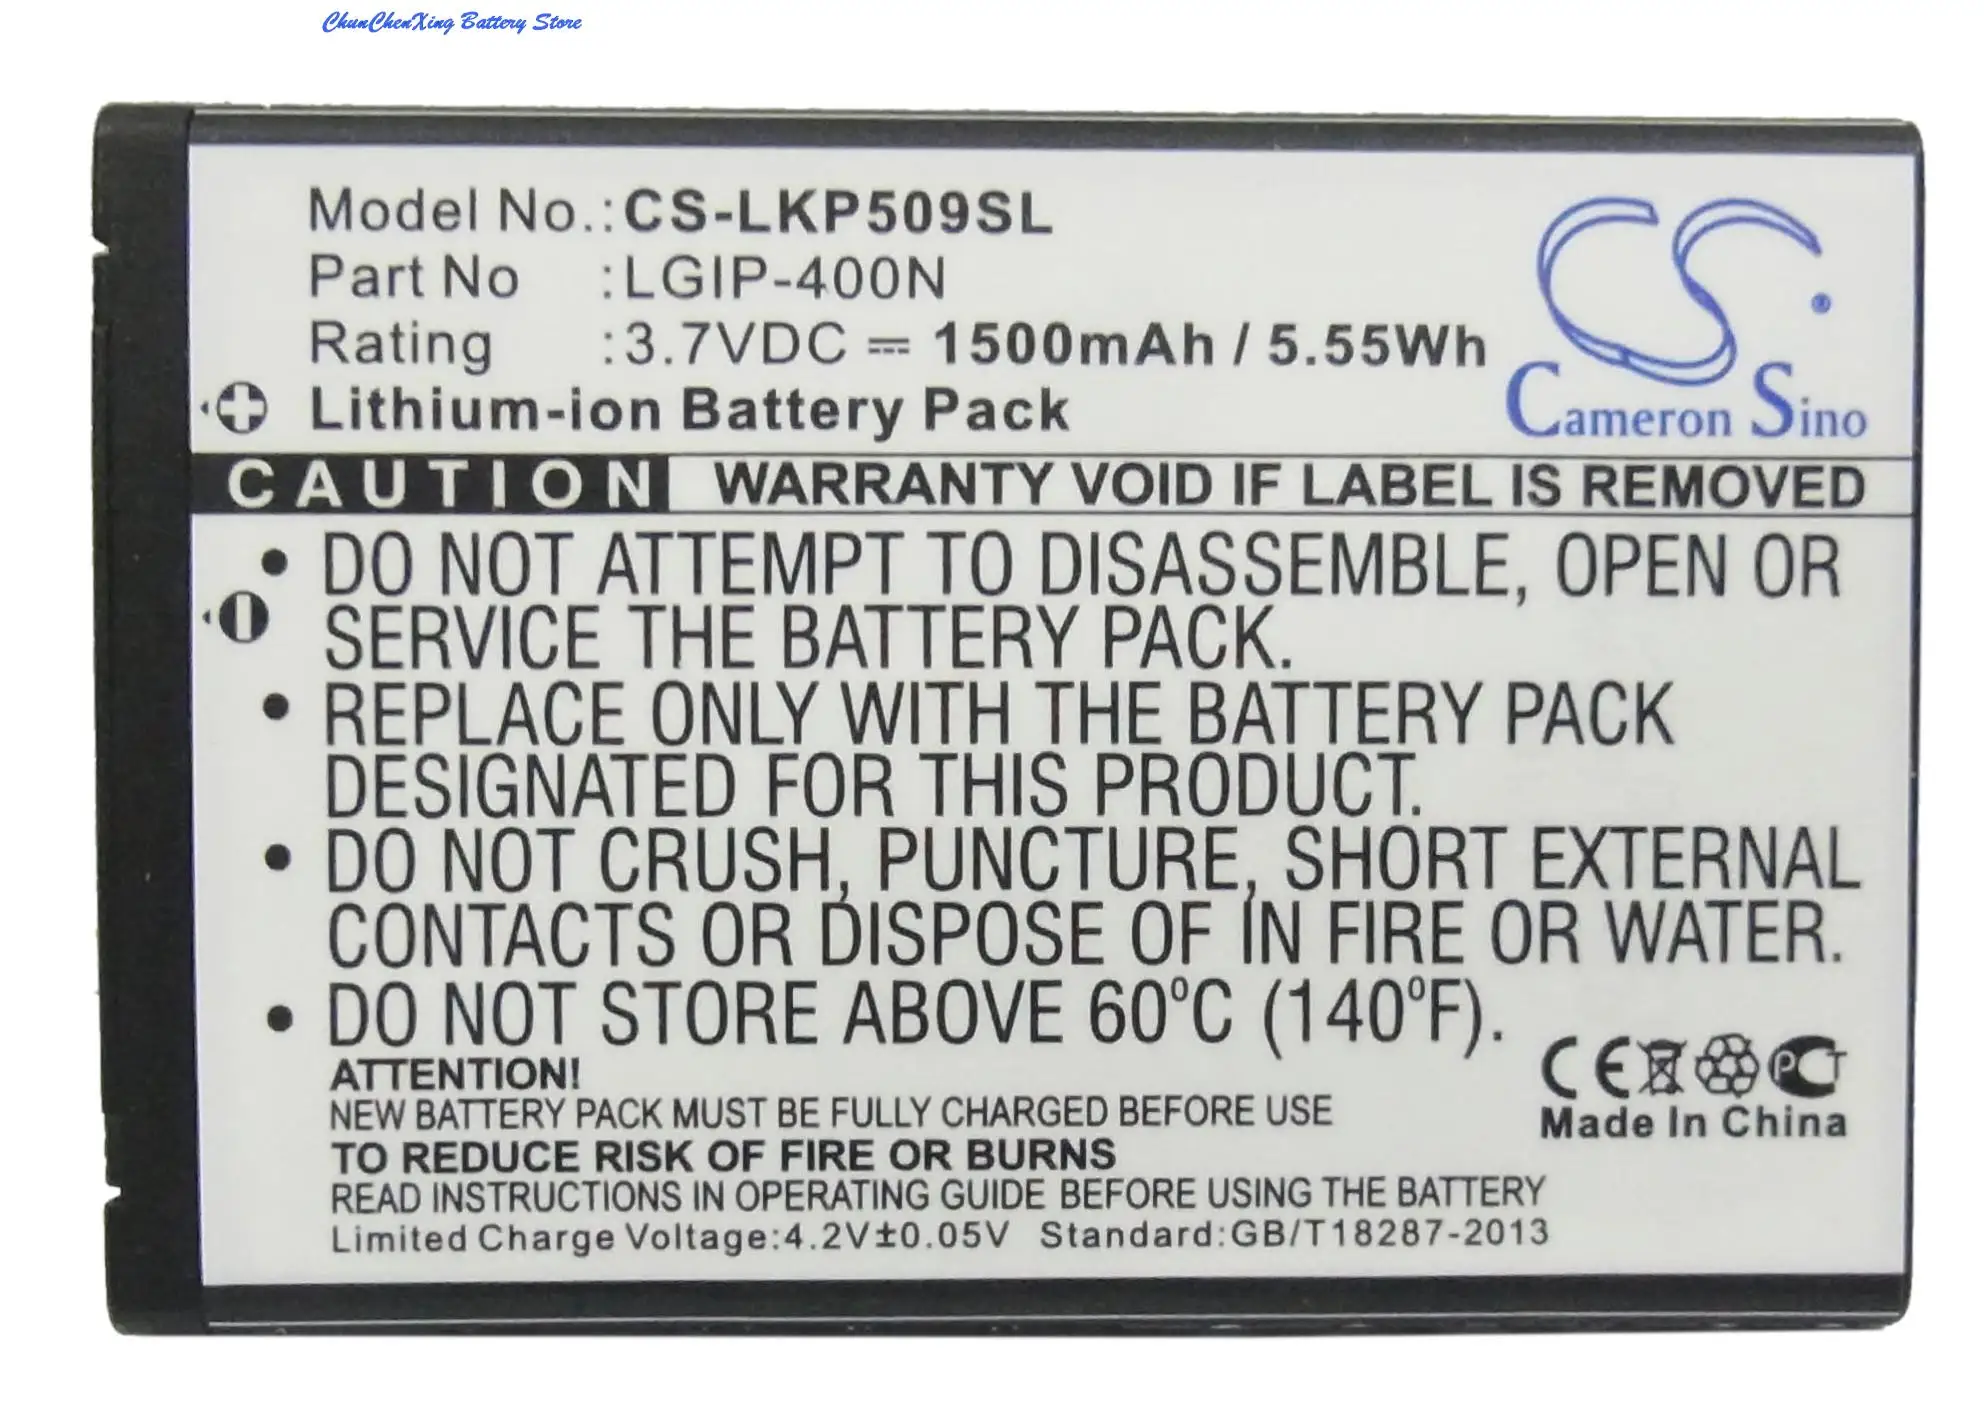 ChunChenXing Battery Store
Model No.:CS-LKP509SL
Part No :LGIP-400N
Rating :3.7VDC ⎓ 1500mAh / 5.55Wh
Lithium-ion Battery Pack
CS®
Cameron Sino
CAUTION WARRANTY VOID IF LABEL IS REMOVED
• DO NOT ATTEMPT TO DISASSEMBLE, OPEN OR
SERVICE THE BATTERY PACK.
• REPLACE ONLY WITH THE BATTERY PACK
DESIGNATED FOR THIS PRODUCT.
• DO NOT CRUSH, PUNCTURE, SHORT EXTERNAL
CONTACTS OR DISPOSE OF IN FIRE OR WATER.
• DO NOT STORE ABOVE 60°C (140°F).
ATTENTION!
NEW BATTERY PACK MUST BE FULLY CHARGED BEFORE USE
TO REDUCE RISK OF FIRE OR BURNS
READ INSTRUCTIONS IN OPERATING GUIDE BEFORE USING THE BATTERY
Limited Charge Voltage:4.2V±0.05V Standard:GB/T18287-2013
CE PCT
Made In China